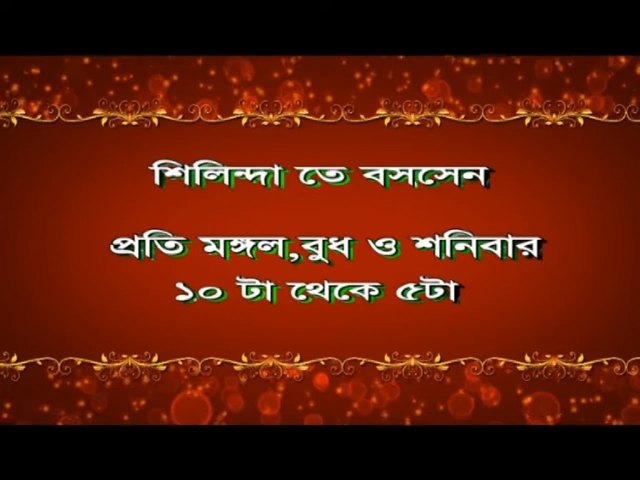 শিলিন্দা তে বসসেন
প্রতি মঙ্গল,বুধ ও শনিবার
১০ টা থেকে ৫টা